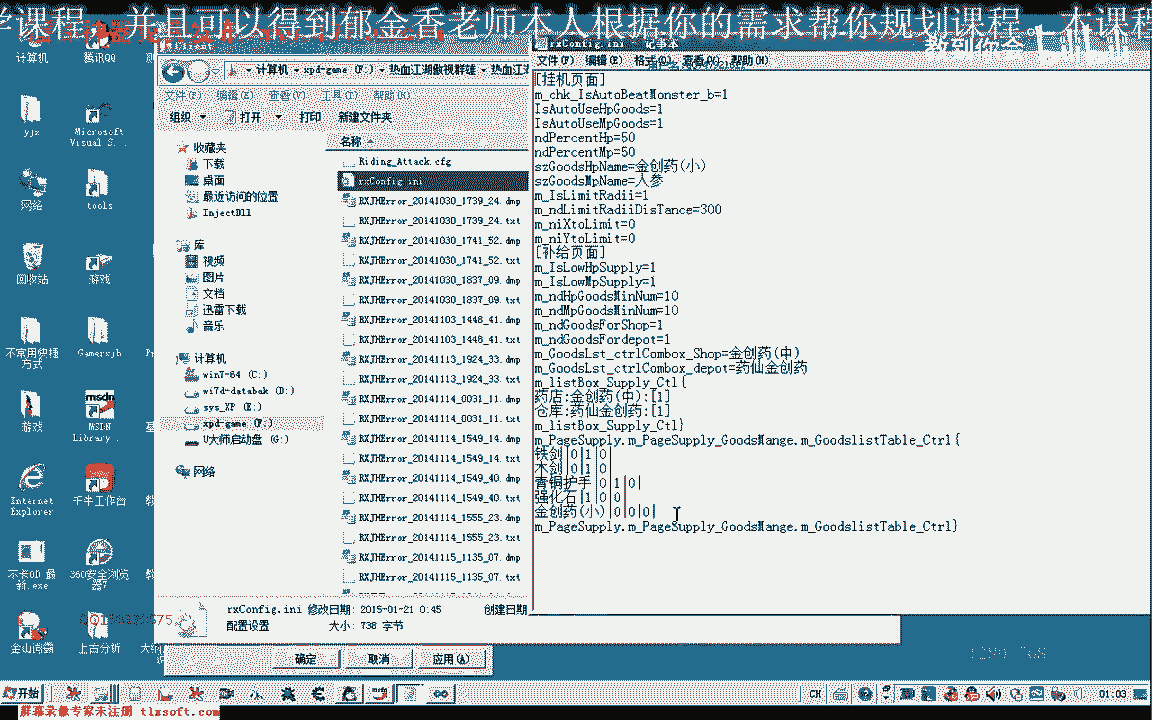 学课程，并且可以得到郁金香老师本人根据你的需求帮你规划课程，本课程
计算机
腾讯QQ
yjx
Microsoft Visual S...
网络
tools
回收站
游戏
不常用快捷方式
Gamerxjh
游戏
MSDN Library .
Internet Explorer
千牛工作台
不卡OD 最新.exe
360安全浏览器7
上古分析
Client
计算机 xpd-game (F:) 热血江湖傲视群雄 热血江
文件(F) 编辑(E) 查看(V) 工具(T) 帮助(H)
组织 打开 打印 新建文件夹
收藏夹
下载
桌面
最近访问的位置
InjectDll
库
视频
图片
文档
迅雷下载
音乐
计算机
win7-64 (C:)
wi7d-databak (D:)
sys_XP (E:)
xpd-game (F:)
U大师启动盘 (G:)
网络
名称
Riding_Attack.cfg
rxConfig.ini
RXJHError_20141030_1739_24.dmp
RXJHError_20141030_1739_24.txt
RXJHError_20141030_1741_52.dmp
RXJHError_20141030_1741_52.txt
RXJHError_20141030_1837_09.dmp
RXJHError_20141030_1837_09.txt
RXJHError_20141103_1448_41.dmp
RXJHError_20141103_1448_41.txt
RXJHError_20141113_1924_33.dmp
RXJHError_20141113_1924_33.txt
RXJHError_20141114_0031_11.dmp
RXJHError_20141114_0031_11.txt
RXJHError_20141114_1549_14.dmp
RXJHError_20141114_1549_14.txt
RXJHError_20141114_1549_40.dmp
RXJHError_20141114_1549_40.txt
RXJHError_20141114_1555_23.dmp
RXJHError_20141114_1555_23.txt
RXJHError_20141115_1135_07.dmp
RXJHError_20141115_1135_07.txt
rxConfig.ini 修改日期: 2015-01-21 0:45 创建日期
配置设置 大小: 738 字节
确定 取消 应用(A)
rxConfig.ini - 记事本
文件(F) 编辑(E) 格式(O) 查看(V) 帮助(H)
[挂机页面]
m_chk_IsAutoBeatMonster_b=1
IsAutoUseHpGoods=1
IsAutoUseMpGoods=1
ndPercentHp=50
ndPercentMp=50
szGoodsHpName=金创药(小)
szGoodsMpName=人参
m_IsLimitRadii=1
m_ndLimitRadiiDisTance=300
m_niXtoLimit=0
m_niYtoLimit=0
[补给页面]
m_IsLowHpSupply=1
m_IsLowMpSupply=1
m_ndHpGoodsMinNum=10
m_ndMpGoodsMinNum=10
m_ndGoodsForShop=1
m_ndGoodsFordepot=1
m_GoodsLst_ctrlCombox_Shop=金创药(中)
m_GoodsLst_ctrlCombox_depot=药仙金创药
m_listBox_Supply_Ctl{
药店:金创药(中):[1]
仓库:药仙金创药:[1]
m_listBox_Supply_Ctl}
m_PageSupply.m_PageSupply_GoodsMange.m_GoodslistTable_Ctrl{
铁剑|0|1|0|
木剑|0|1|0|
青铜护手|0|1|0|
强化石|1|0|0|
金创药(小)|0|0|0|
m_PageSupply.m_PageSupply_GoodsMange.m_GoodslistTable_Ctrl}
开始
CH
01:03
屏幕录像专家未注册 tlxsoft.com